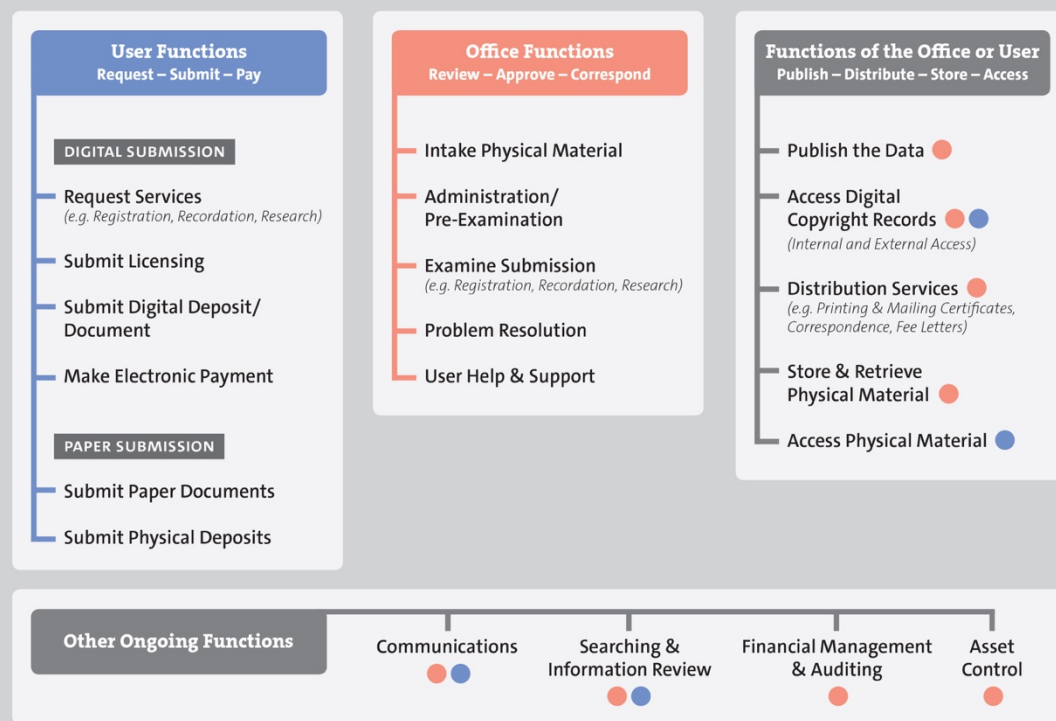 User Functions
Request – Submit – Pay
DIGITAL SUBMISSION
Request Services
(e.g. Registration, Recordation, Research)
Submit Licensing
Submit Digital Deposit/
Document
Make Electronic Payment
PAPER SUBMISSION
Submit Paper Documents
Submit Physical Deposits
Office Functions
Review – Approve – Correspond
Intake Physical Material
Administration/
Pre-Examination
Examine Submission
(e.g. Registration, Recordation, Research)
Problem Resolution
User Help & Support
Functions of the Office or User
Publish – Distribute – Store – Access
Publish the Data
Access Digital
Copyright Records
(Internal and External Access)
Distribution Services
(e.g. Printing & Mailing Certificates,
Correspondence, Fee Letters)
Store & Retrieve
Physical Material
Access Physical Material
Other Ongoing Functions
Communications
Searching &
Information Review
Financial Management
& Auditing
Asset
Control